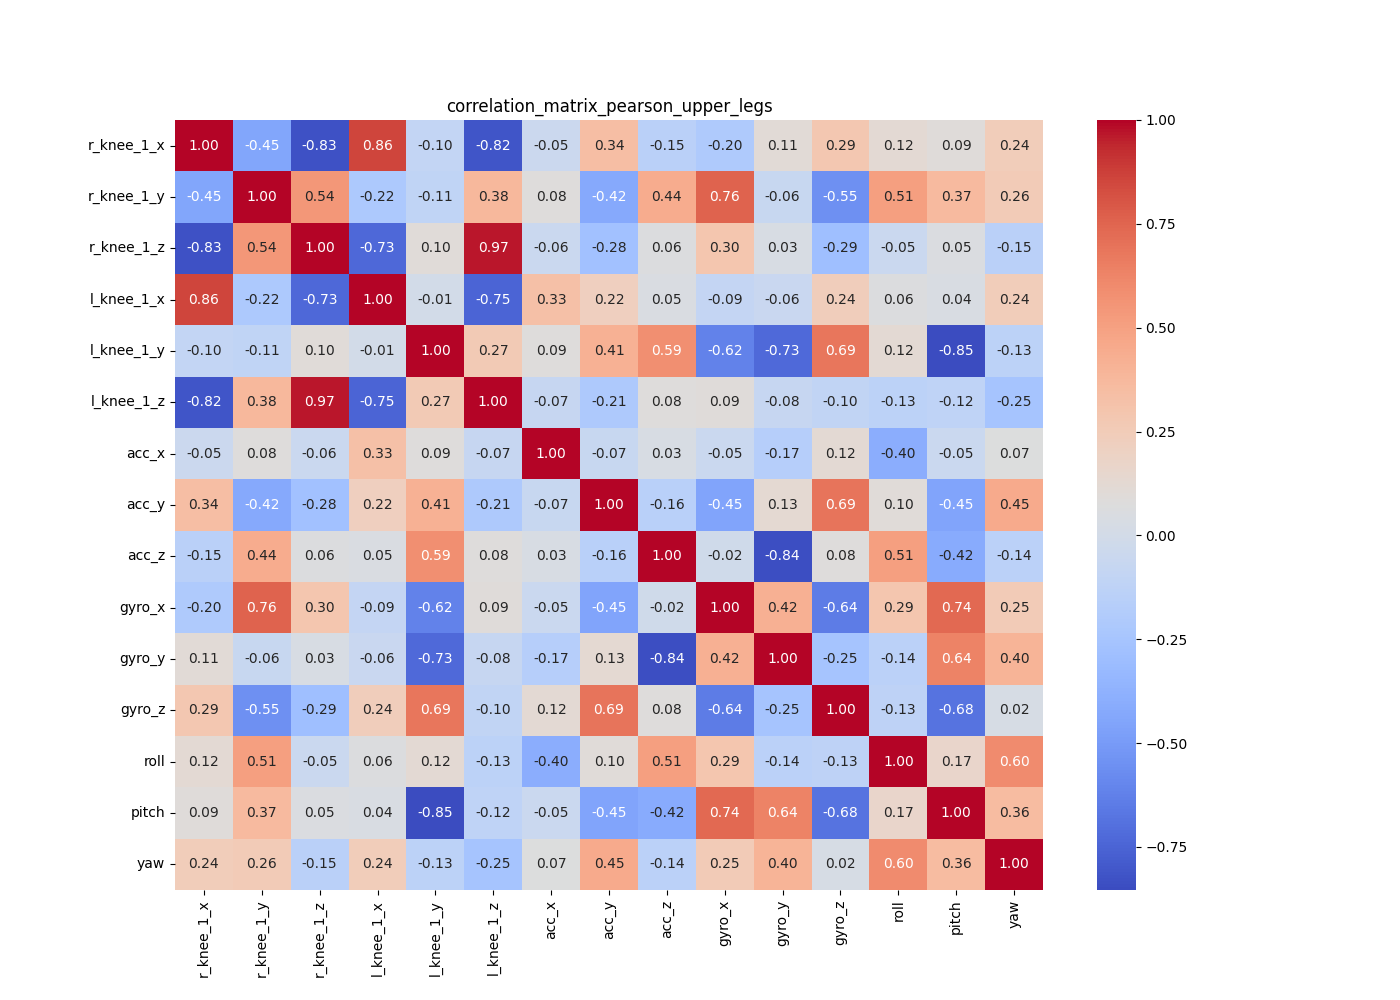 correlation_matrix_pearson_upper_legs
r_knee_1_x 1.00 -0.45 -0.83 0.86 -0.10 -0.82 -0.05 0.34 -0.15 -0.20 0.11 0.29 0.12 0.09 0.24
r_knee_1_y -0.45 1.00 0.54 -0.22 -0.11 0.38 0.08 -0.42 0.44 0.76 -0.06 -0.55 0.51 0.37 0.26
r_knee_1_z -0.83 0.54 1.00 -0.73 0.10 0.97 -0.06 -0.28 0.06 0.30 0.03 -0.29 -0.05 0.05 -0.15
l_knee_1_x 0.86 -0.22 -0.73 1.00 -0.01 -0.75 0.33 0.22 0.05 -0.09 -0.06 0.24 0.06 0.04 0.24
l_knee_1_y -0.10 -0.11 0.10 -0.01 1.00 0.27 0.09 0.41 0.59 -0.62 -0.73 0.69 0.12 -0.85 -0.13
l_knee_1_z -0.82 0.38 0.97 -0.75 0.27 1.00 -0.07 -0.21 0.08 0.09 -0.08 -0.10 -0.13 -0.12 -0.25
acc_x -0.05 0.08 -0.06 0.33 0.09 -0.07 1.00 -0.07 0.03 -0.05 -0.17 0.12 -0.40 -0.05 0.07
acc_y 0.34 -0.42 -0.28 0.22 0.41 -0.21 -0.07 1.00 -0.16 -0.45 0.13 0.69 0.10 -0.45 0.45
acc_z -0.15 0.44 0.06 0.05 0.59 0.08 0.03 -0.16 1.00 -0.02 -0.84 0.08 0.51 -0.42 -0.14
gyro_x -0.20 0.76 0.30 -0.09 -0.62 0.09 -0.05 -0.45 -0.02 1.00 0.42 -0.64 0.29 0.74 0.25
gyro_y 0.11 -0.06 0.03 -0.06 -0.73 -0.08 -0.17 0.13 -0.84 0.42 1.00 -0.25 -0.14 0.64 0.40
gyro_z 0.29 -0.55 -0.29 0.24 0.69 -0.10 0.12 0.69 0.08 -0.64 -0.25 1.00 -0.13 -0.68 0.02
roll 0.12 0.51 -0.05 0.06 0.12 -0.13 -0.40 0.10 0.51 0.29 -0.14 -0.13 1.00 0.17 0.60
pitch 0.09 0.37 0.05 0.04 -0.85 -0.12 -0.05 -0.45 -0.42 0.74 0.64 -0.68 0.17 1.00 0.36
yaw 0.24 0.26 -0.15 0.24 -0.13 -0.25 0.07 0.45 -0.14 0.25 0.40 0.02 0.60 0.36 1.00
r_knee_1_x r_knee_1_y r_knee_1_z l_knee_1_x l_knee_1_y l_knee_1_z acc_x acc_y acc_z gyro_x gyro_y gyro_z roll pitch yaw
1.00
0.75
0.50
0.25
0.00
−0.25
−0.50
−0.75